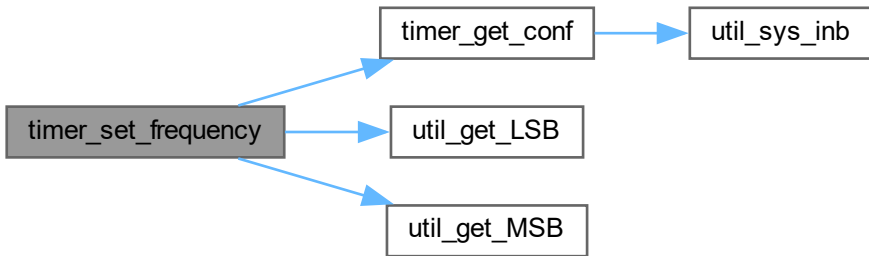 timer_get_conf
util_sys_inb
timer_set_frequency
util_get_LSB
util_get_MSB